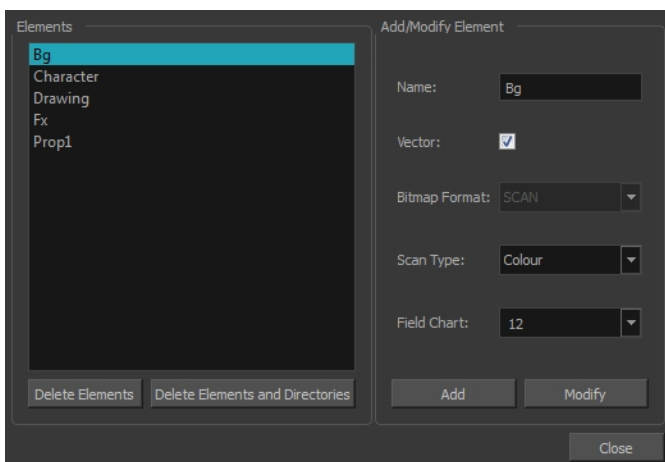 Elements
Bg
Character
Drawing
Fx
Prop1
Delete Elements
Delete Elements and Directories
Add/Modify Element
Name: Bg
Vector:
Bitmap Format: SCAN
Scan Type: Colour
Field Chart: 12
Add
Modify
Close